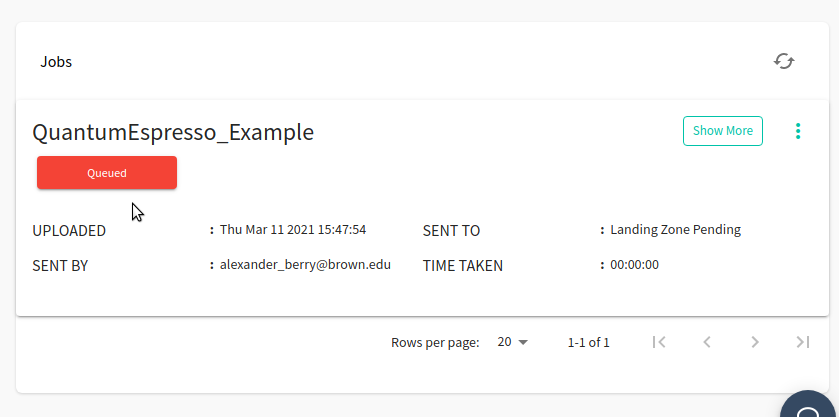 Jobs
QuantumEspresso_Example
Show More
Queued
UPLOADED : Thu Mar 11 2021 15:47:54 SENT TO : Landing Zone Pending
SENT BY : alexander_berry@brown.edu TIME TAKEN : 00:00:00
Rows per page: 20 1-1 of 1